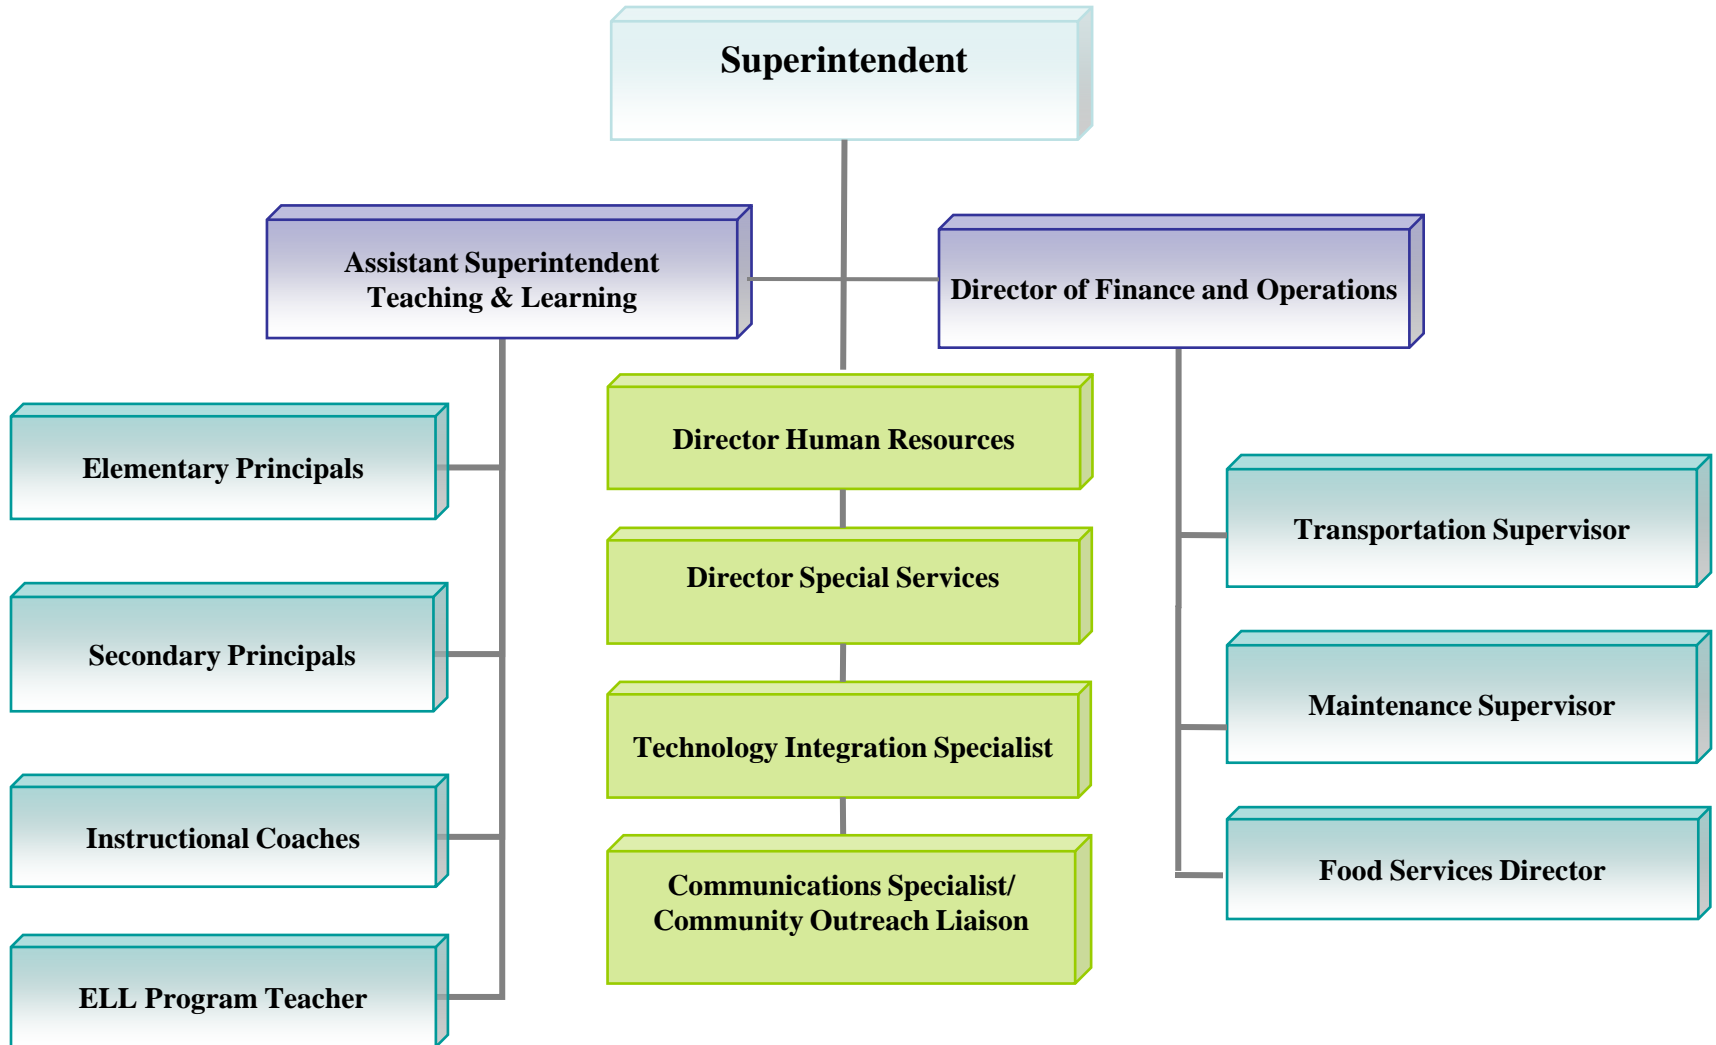 Superintendent
Assistant Superintendent
Teaching & Learning
Director of Finance and Operations
Elementary Principals
Secondary Principals
Instructional Coaches
ELL Program Teacher
Director Human Resources
Director Special Services
Technology Integration Specialist
Communications Specialist/
Community Outreach Liaison
Transportation Supervisor
Maintenance Supervisor
Food Services Director